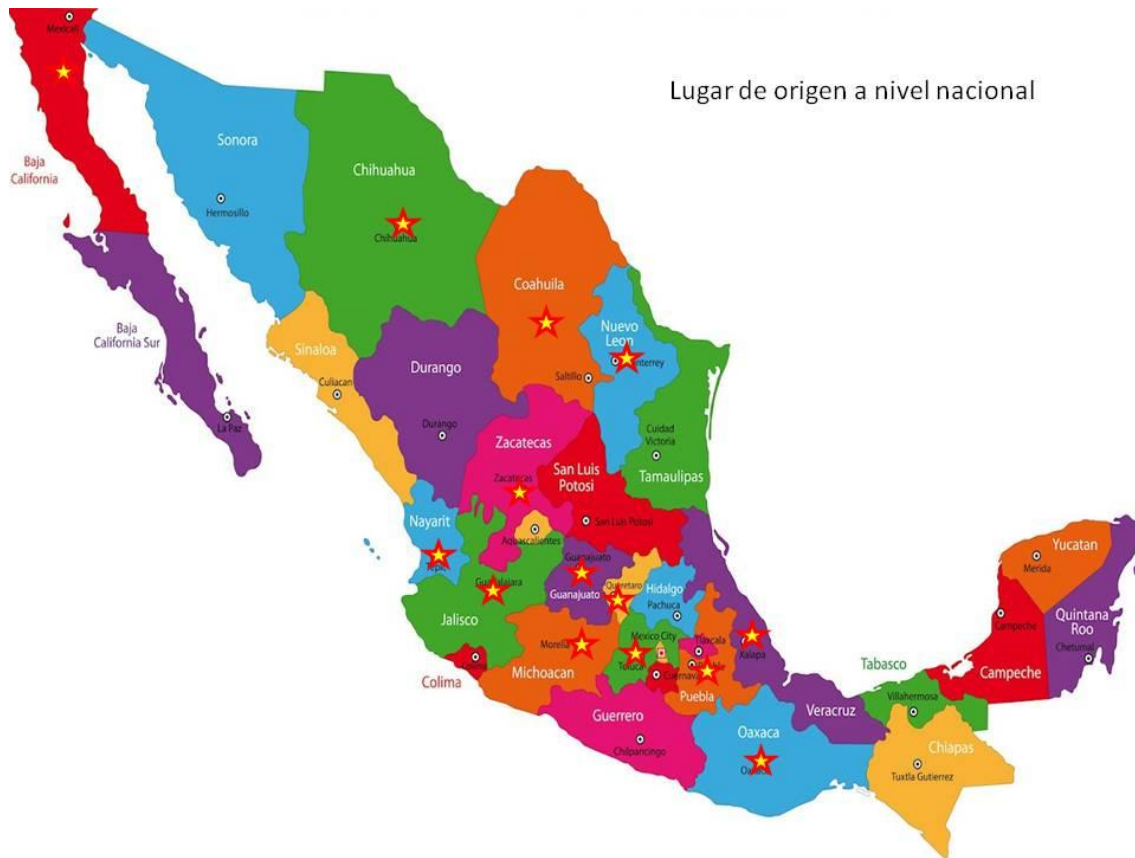 Mexicali
Lugar de origen a nivel nacional
Sonora
Baja
California
Chihuahua
Hermosillo
Chihuahua
Coahuila
Baja
California Sur
Nuevo
Leon
Sinaloa
Durango
Saltillo
Culiacan
La Paz
Durango
Zacatecas
Cuidad
Victoria
San Luis
Potosi
Tamaulipas
Zacatecas
Nayarit
San Luis Potosi
Aguascalientes
Yucatan
Merida
Guanajuato
Guanajuato
Queretaro
Hidalgo
Pachuca
Quintana
Roo
Campeche
Jalisco
Mexico City
Tlaxcala
Morelia
Xalapa
Chetumal
Toluca
Michoacan
Colima
Puebla
Tabasco
Campeche
Villahermosa
Veracruz
Guerrero
Oaxaca
Chilpancingo
Chiapas
Tuxtla Gutierrez